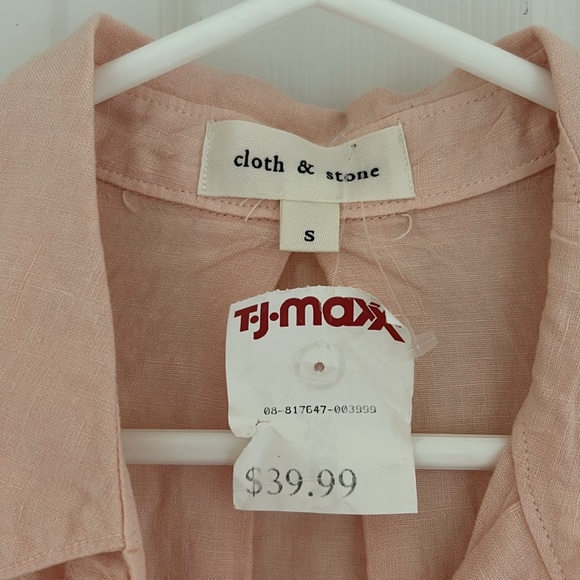 cloth & stone
S
T·J·maxx
08-817647-003999
$39.99